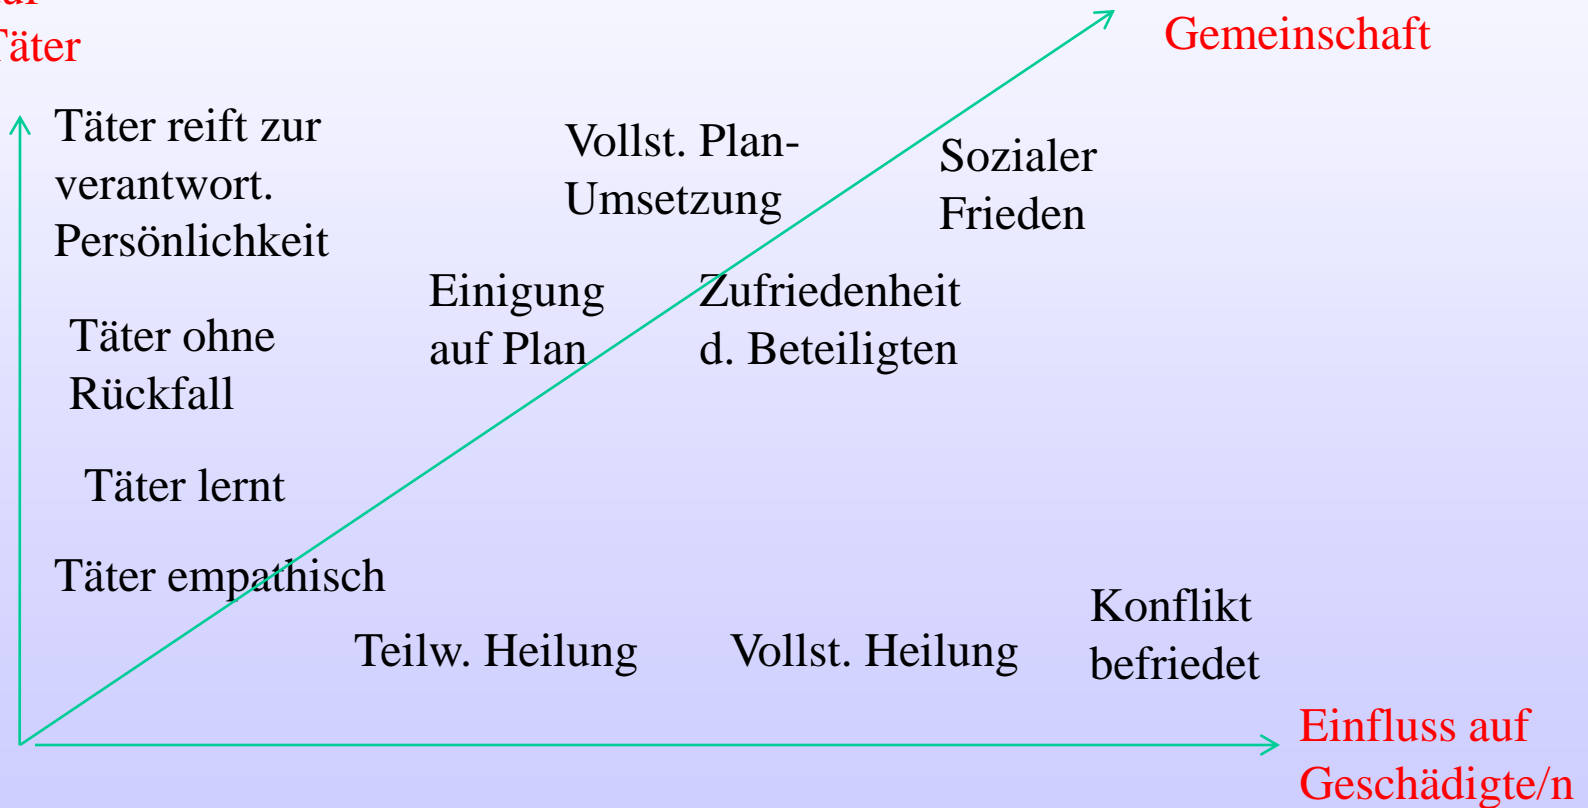 Täter
Gemeinschaft
Täter reift zur
verantwort.
Persönlichkeit
Vollst. Plan-
Umsetzung
Sozialer
Frieden
Einigung
auf Plan
Zufriedenheit
d. Beteiligten
Täter ohne
Rückfall
Täter lernt
Täter empathisch
Teilw. Heilung
Vollst. Heilung
Konflikt
befriedet
Einfluss auf
Geschädigte/n